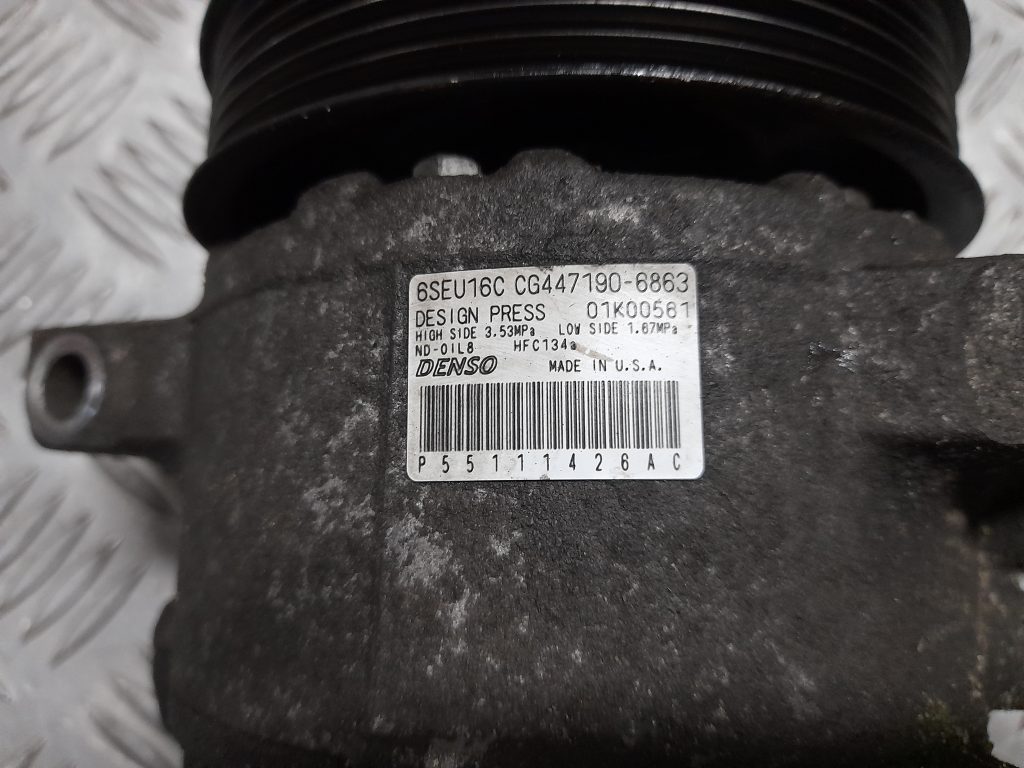 6SEU16C CG447190-6863
DESIGN PRESS 01K00581
HIGH SIDE 3.53MPa LOW SIDE 1.67MPa
ND-OIL8 HFC134a
DENSO MADE IN U.S.A.
P55111426AC